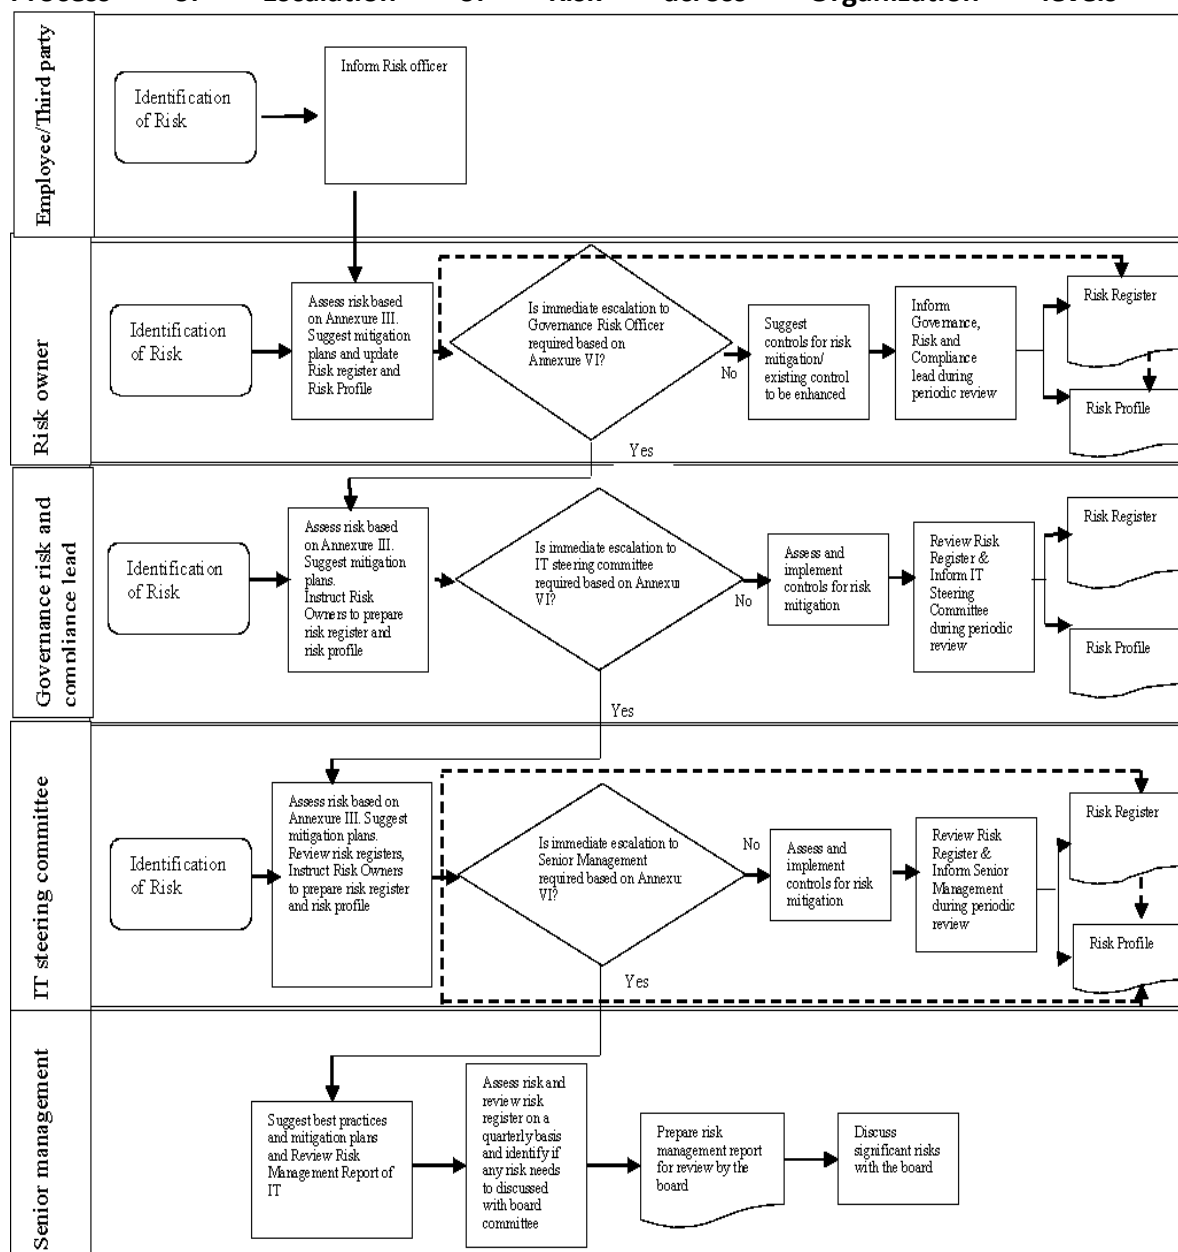 Process of Escalation of Risk across Organization levels
Employee/Third party
Identification
of Risk
Inform Risk officer
Risk owner
Identification
of Risk
Assess risk based
on Annexure III.
Suggest mitigation
plans and update
Risk register and
Risk Profile
Is immediate escalation to
Governance Risk Officer
required based on
Annexure VI?
No
Yes
Suggest
controls for risk
mitigation/
existing control
to be enhanced
Inform
Governance,
Risk and
Compliance
lead during
periodic review
Risk Register
Risk Profile
Governance risk and
compliance lead
Identification
of Risk
Assess risk based
on Annexure III.
Suggest mitigation
plans.
Instruct Risk
Owners to prepare
risk register and
risk profile
Is immediate escalation to
IT steering committee
required based on Annexu
VI?
No
Yes
Assess and
implement
controls for risk
mitigation
Review Risk
Register &
Inform IT
Steering
Committee
during periodic
review
Risk Register
Risk Profile
IT steering committee
Identification
of Risk
Assess risk based on
Annexure III. Suggest
mitigation plans.
Review risk registers,
Instruct Risk Owners
to prepare risk register
and risk profile
Is immediate escalation to
Senior Management
required based on Annexu
VI?
No
Yes
Assess and
implement
controls for risk
mitigation
Review Risk
Register &
Inform Senior
Management
during periodic
review
Risk Register
Risk Profile
Senior management
Suggest best practices
and mitigation plans
and Review Risk
Management Report of
IT
Assess risk and
review risk
register on a
quarterly basis
and identify if
any risk needs
to discussed
with board
committee
Prepare risk
management report
for review by the
board
Discuss
significant risks
with the board